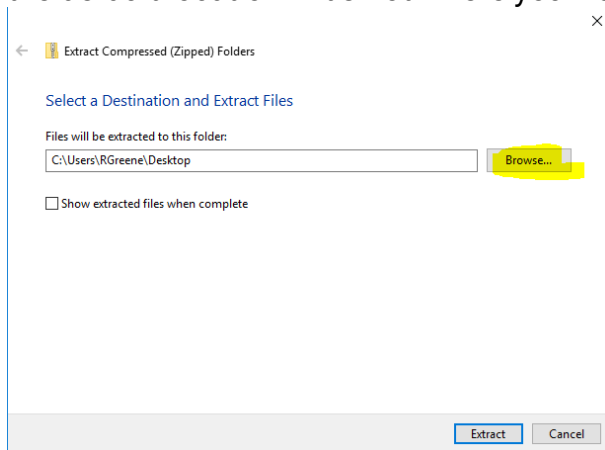 Extract Compressed (Zipped) Folders
Select a Destination and Extract Files
Files will be extracted to this folder:
C:\Users\RGreene\Desktop
Browse...
Show extracted files when complete
Extract
Cancel